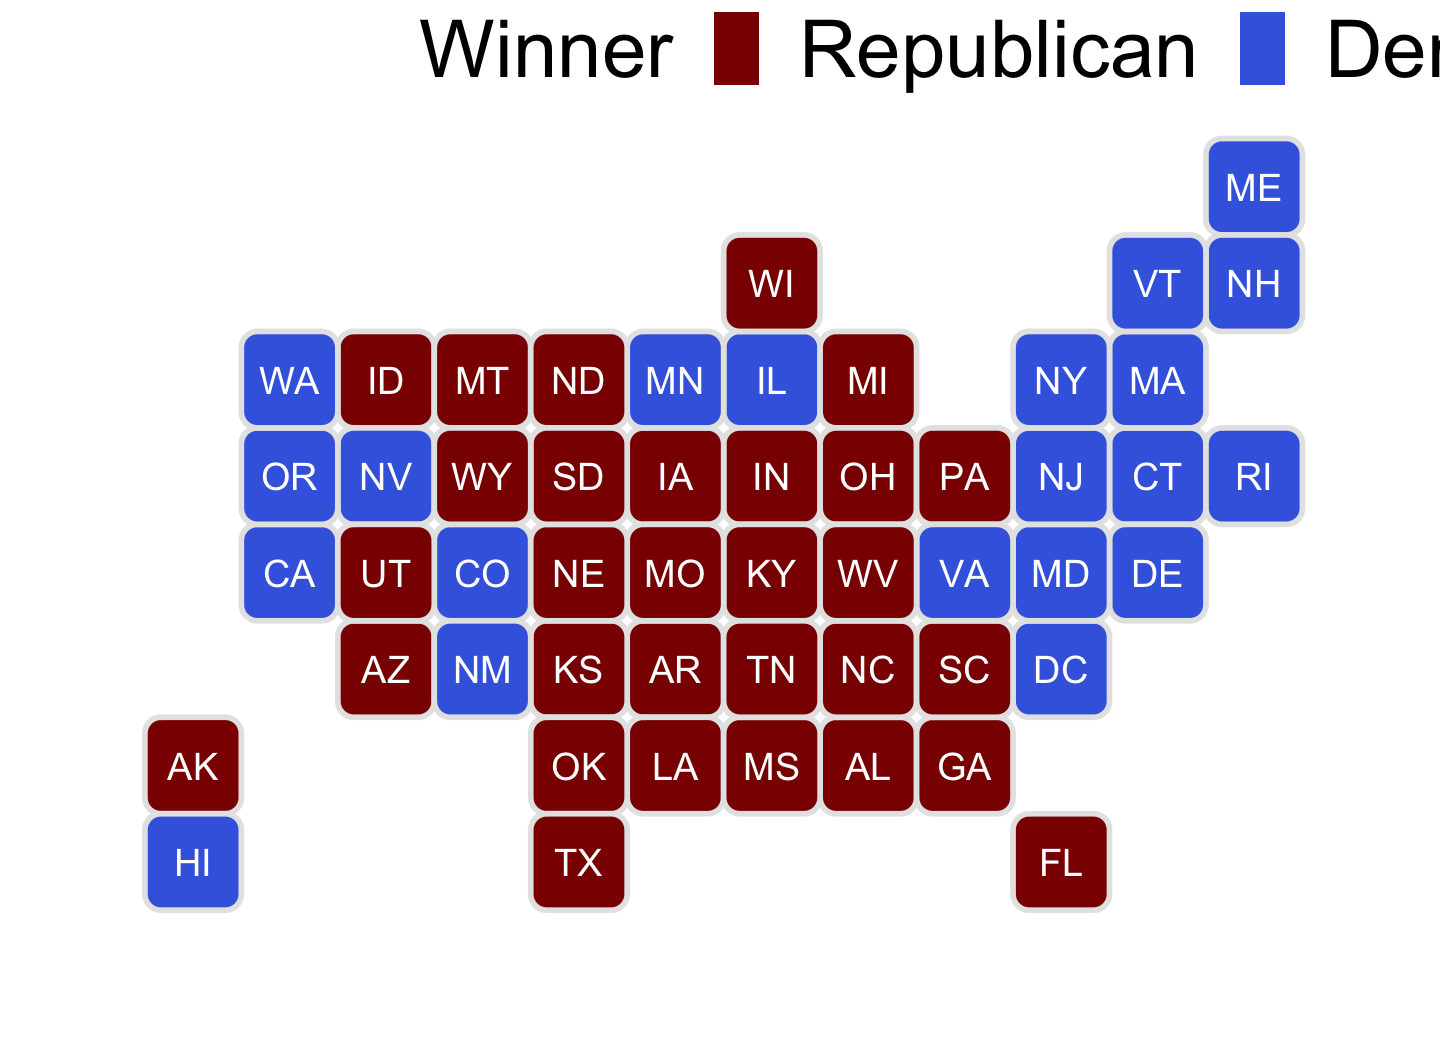 Winner Republican Der
ME
WI VT NH
WA ID MT ND MN IL MI NY MA
OR NV WY SD IA IN OH PA NJ CT RI
CA UT CO NE MO KY WV VA MD DE
AZ NM KS AR TN NC SC DC
AK OK LA MS AL GA
HI TX FL